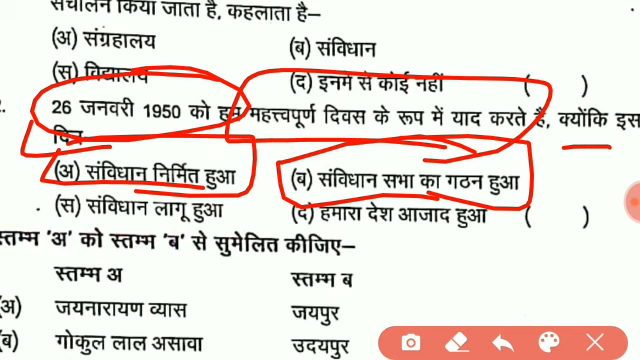 संचालन किया जाता है, कहलाता है—
(अ) संग्रहालय (ब) संविधान
(स) विद्यालय (द) इनमें से कोई नहीं ( )
26 जनवरी 1950 को हम महत्त्वपूर्ण दिवस के रूप में याद करते हैं, क्योंकि इस
दिन
(अ) संविधान निर्मित हुआ (ब) संविधान सभा का गठन हुआ
(स) संविधान लागू हुआ (द) हमारा देश आजाद हुआ ( )
स्तम्भ 'अ' को स्तम्भ 'ब' से सुमेलित कीजिए—
स्तम्भ अ स्तम्भ ब
(अ) जयनारायण व्यास जयपुर
(ब) गोकुल लाल असावा उदयपुर